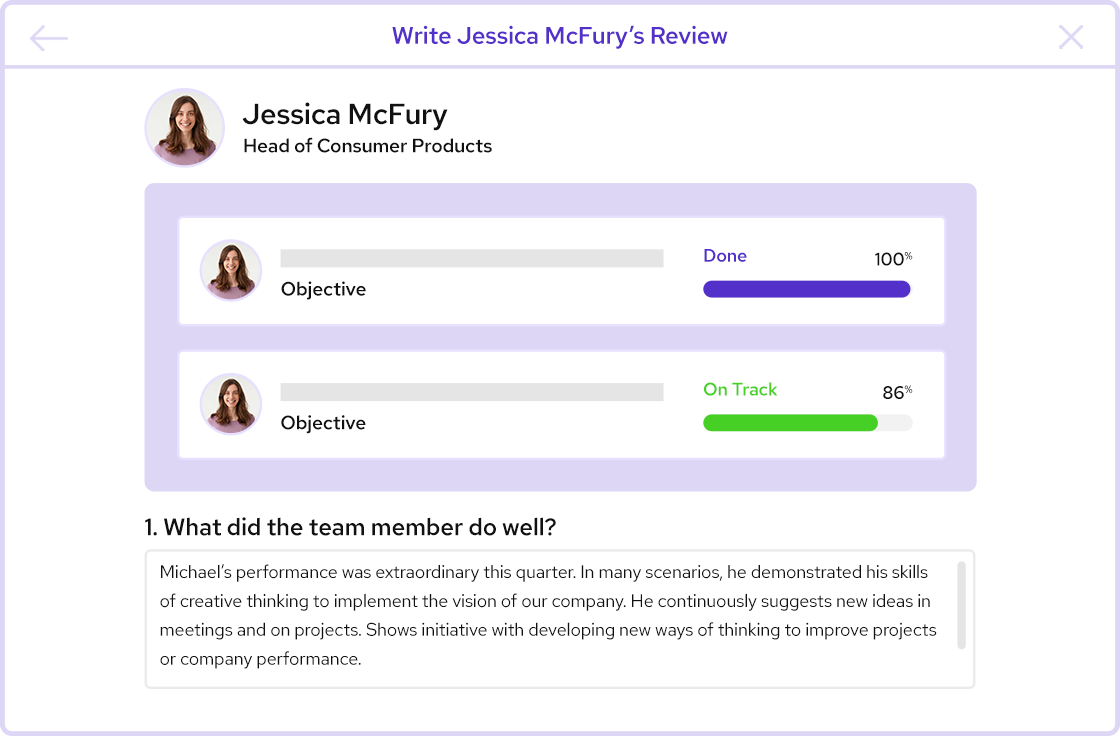 Write Jessica McFury’s Review
Jessica McFury
Head of Consumer Products
Done
100%
Objective
On Track
86%
Objective
1. What did the team member do well?
Michael’s performance was extraordinary this quarter. In many scenarios, he demonstrated his skills
of creative thinking to implement the vision of our company. He continuously suggests new ideas in
meetings and on projects. Shows initiative with developing new ways of thinking to improve projects
or company performance.